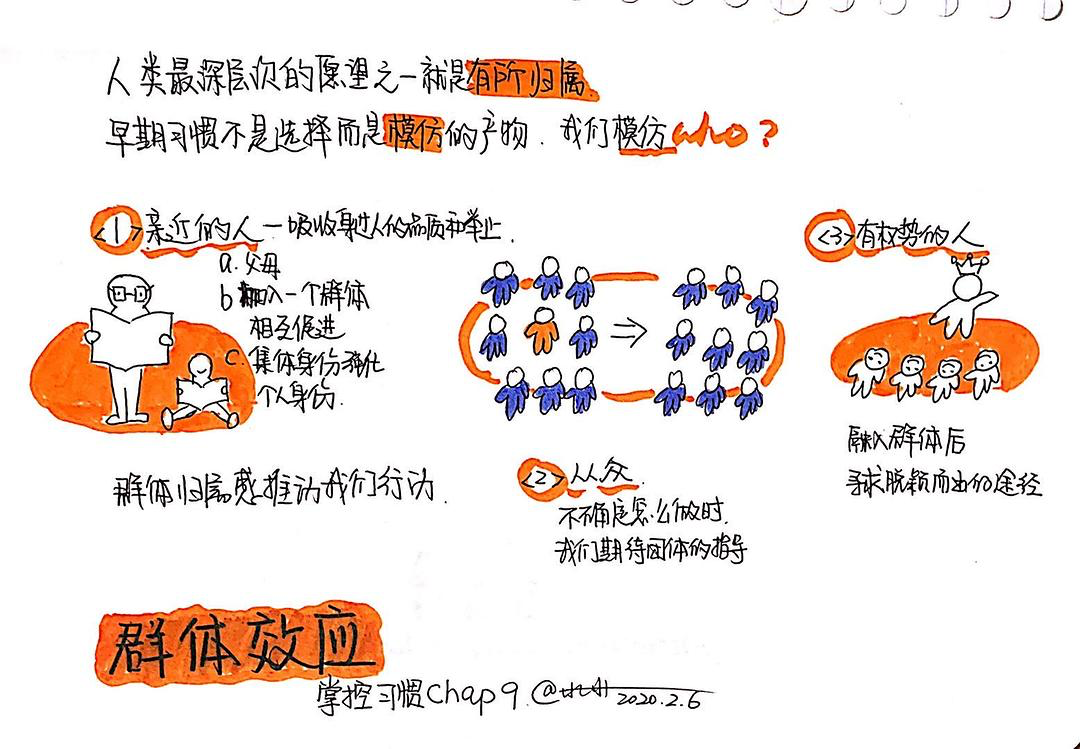 人类最深层次的愿望之一就是有所归属.
早期习惯不是选择而是模仿的产物. 我们模仿who?
<1>亲近的人—吸收身边人的品质和举止.
a. 父母
b 加入一个群体
相互促进
c 集体身份强化
个人身份.
群体归属感推动我们行动.
<2>从众.
不确定怎么做时.
我们期待团体的指导
<3>有权势的人
融入群体后
寻求脱颖而出的途径
群体效应
掌控习惯chap 9. @ 2020.2.6